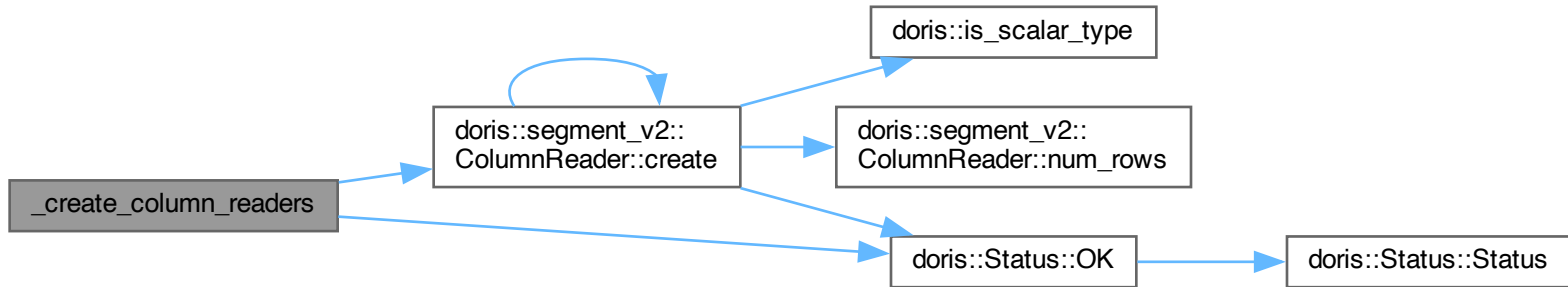 doris::is_scalar_type
doris::segment_v2::
ColumnReader::create
doris::segment_v2::
ColumnReader::num_rows
_create_column_readers
doris::Status::OK
doris::Status::Status